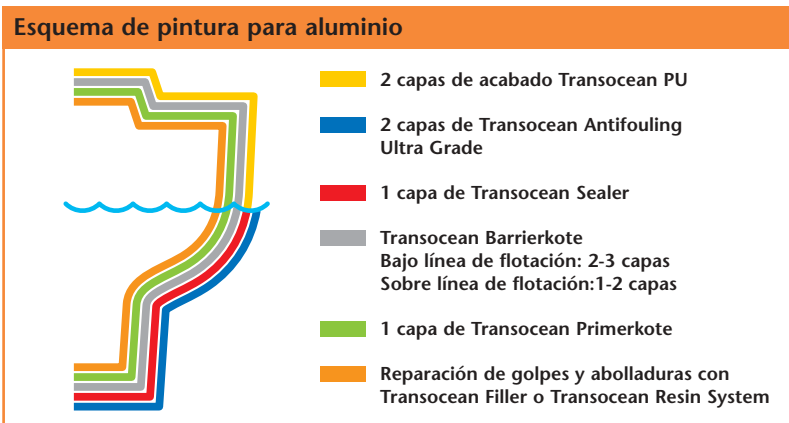 Esquema de pintura para aluminio
2 capas de acabado Transocean PU
2 capas de Transocean Antifouling
Ultra Grade
1 capa de Transocean Sealer
Transocean Barrierkote
Bajo línea de flotación: 2-3 capas
Sobre línea de flotación:1-2 capas
1 capa de Transocean Primerkote
Reparación de golpes y abolladuras con
Transocean Filler o Transocean Resin System